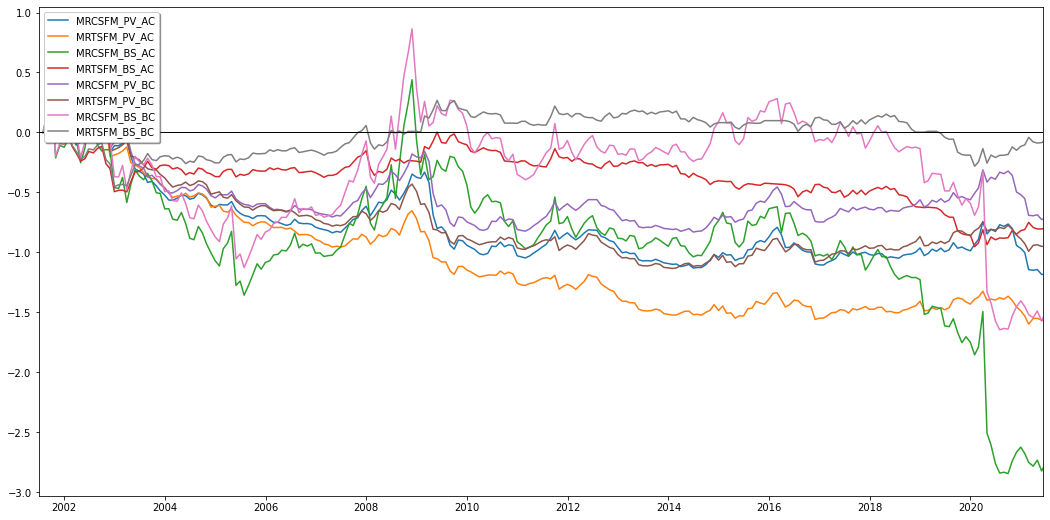 1.0
0.5
0.0
−0.5
−1.0
−1.5
−2.0
−2.5
−3.0
MRCSFM_PV_AC
MRTSFM_PV_AC
MRCSFM_BS_AC
MRTSFM_BS_AC
MRCSFM_PV_BC
MRTSFM_PV_BC
MRCSFM_BS_BC
MRTSFM_BS_BC
2002 2004 2006 2008 2010 2012 2014 2016 2018 2020